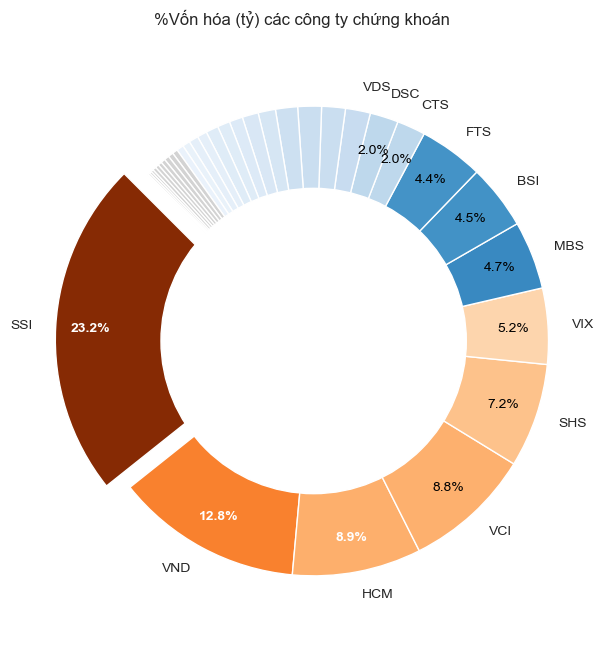 %Vốn hóa (tỷ) các công ty chứng khoán
VDS
DSC
CTS
FTS
BSI
MBS
VIX
SHS
VCI
HCM
VND
SSI
2.0%
2.0%
4.4%
4.5%
4.7%
5.2%
7.2%
8.8%
8.9%
12.8%
23.2%